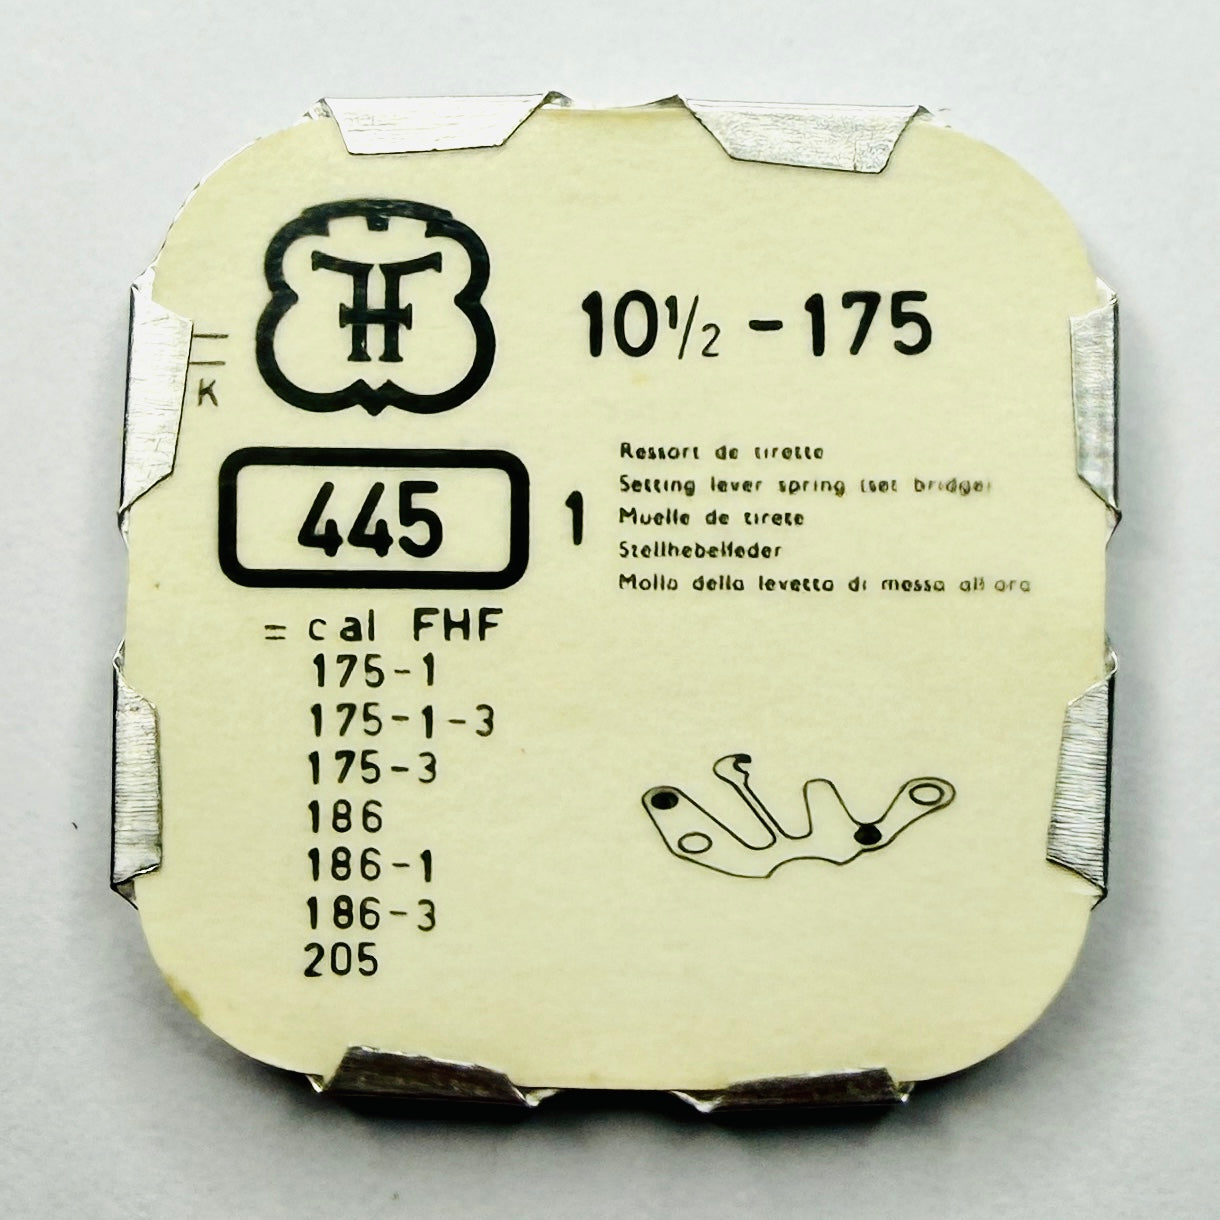 FHF
10½ - 175
K
445
1
Ressort de tirette
Setting lever spring (set bridge)
Muelle de tirete
Stellhebelfeder
Molla della levetta di messa all'ora
= cal FHF
175-1
175-1-3
175-3
186
186-1
186-3
205